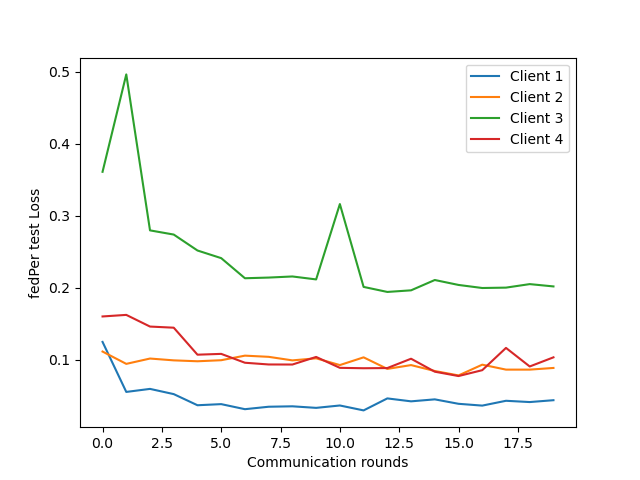 0.5
0.4
0.3
0.2
0.1
fedPer test Loss
Client 1
Client 2
Client 3
Client 4
0.0 2.5 5.0 7.5 10.0 12.5 15.0 17.5
Communication rounds